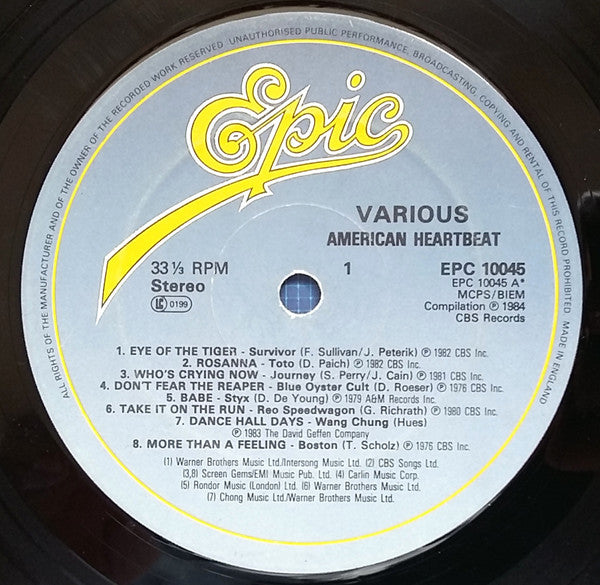 ALL RIGHTS OF THE MANUFACTURER AND OF THE OWNER OF THE RECORDED WORK RESERVED. UNAUTHORISED PUBLIC PERFORMANCE, BROADCASTING, COPYING AND RENTAL OF THIS RECORD PROHIBITED MADE IN ENGLAND
Epic
VARIOUS
AMERICAN HEARTBEAT
33⅓ RPM
Stereo
LC 0199
1
EPC 10045
EPC 10045 A*
MCPS/BIEM
Compilation ℗ 1984
CBS Records
1. EYE OF THE TIGER - Survivor (F. Sullivan/J. Peterik) ℗ 1982 CBS Inc.
2. ROSANNA - Toto (D. Paich) ℗ 1982 CBS Inc.
3. WHO'S CRYING NOW - Journey (S. Perry/J. Cain) ℗ 1981 CBS Inc.
4. DON'T FEAR THE REAPER - Blue Oyster Cult (D. Roeser) ℗ 1976 CBS Inc.
5. BABE - Styx (D. De Young) ℗ 1979 A&M Records Inc.
6. TAKE IT ON THE RUN - Reo Speedwagon (G. Richrath) ℗ 1980 CBS Inc.
7. DANCE HALL DAYS - Wang Chung (Hues)
℗ 1983 The David Geffen Company
8. MORE THAN A FEELING - Boston (T. Scholz) ℗ 1976 CBS Inc.
(1) Warner Brothers Music Ltd./Intersong Music Ltd. (2) CBS Songs Ltd.
(3,8) Screen Gems/EMI Music Pub. Ltd. (4) Carlin Music Corp.
(5) Rondor Music (London) Ltd. (6) Warner Brothers Music Ltd.
(7) Chong Music Ltd./Warner Brothers Music Ltd.